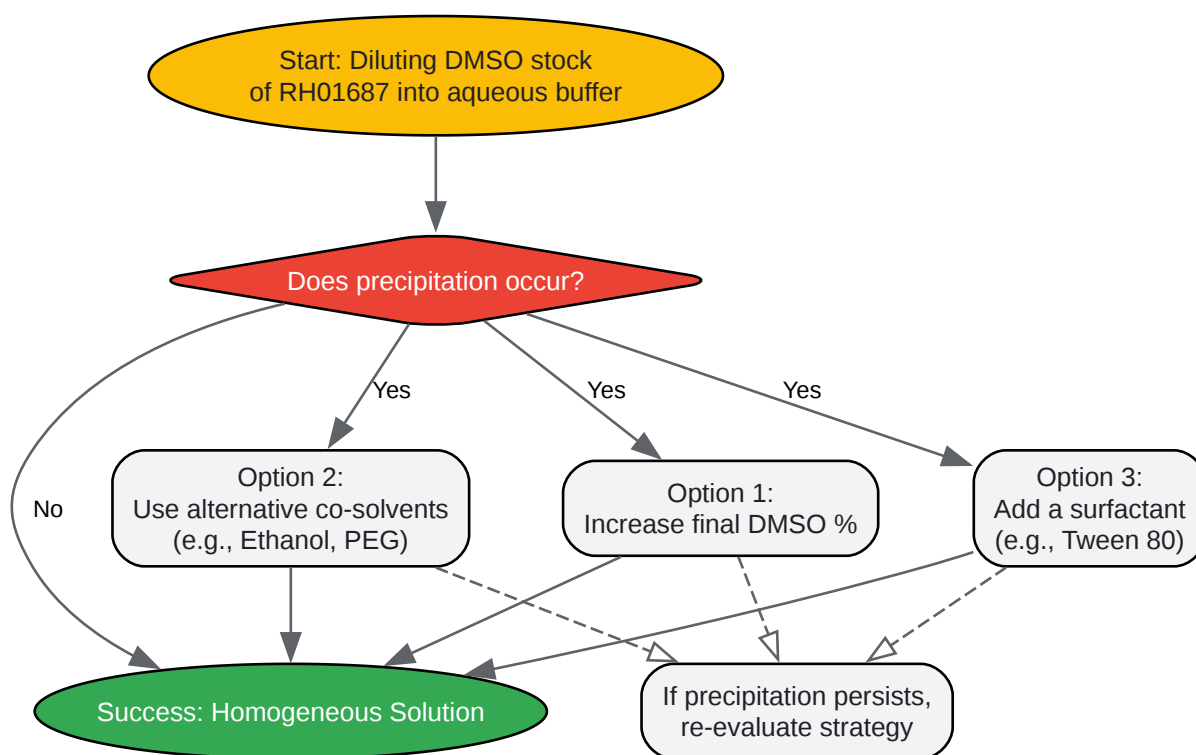 Start: Diluting DMSO stock
of RH01687 into aqueous buffer
Does precipitation occur?
Yes
Yes
Yes
No
Option 2:
Use alternative co-solvents
(e.g., Ethanol, PEG)
Option 1:
Increase final DMSO %
Option 3:
Add a surfactant
(e.g., Tween 80)
Success: Homogeneous Solution
If precipitation persists,
re-evaluate strategy